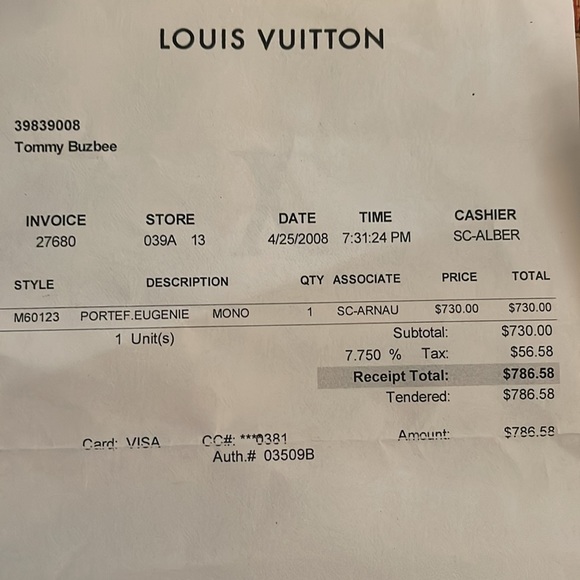 LOUIS VUITTON
39839008
Tommy Buzbee
INVOICE STORE DATE TIME CASHIER
27680 039A 13 4/25/2008 7:31:24 PM SC-ALBER
STYLE DESCRIPTION QTY ASSOCIATE PRICE TOTAL
M60123 PORTEF.EUGENIE MONO 1 SC-ARNAU $730.00 $730.00
1 Unit(s) Subtotal: $730.00
7.750 % Tax: $56.58
Receipt Total: $786.58
Tendered: $786.58
Card: VISA CC#: ***0381 Amount: $786.58
Auth.# 03509B